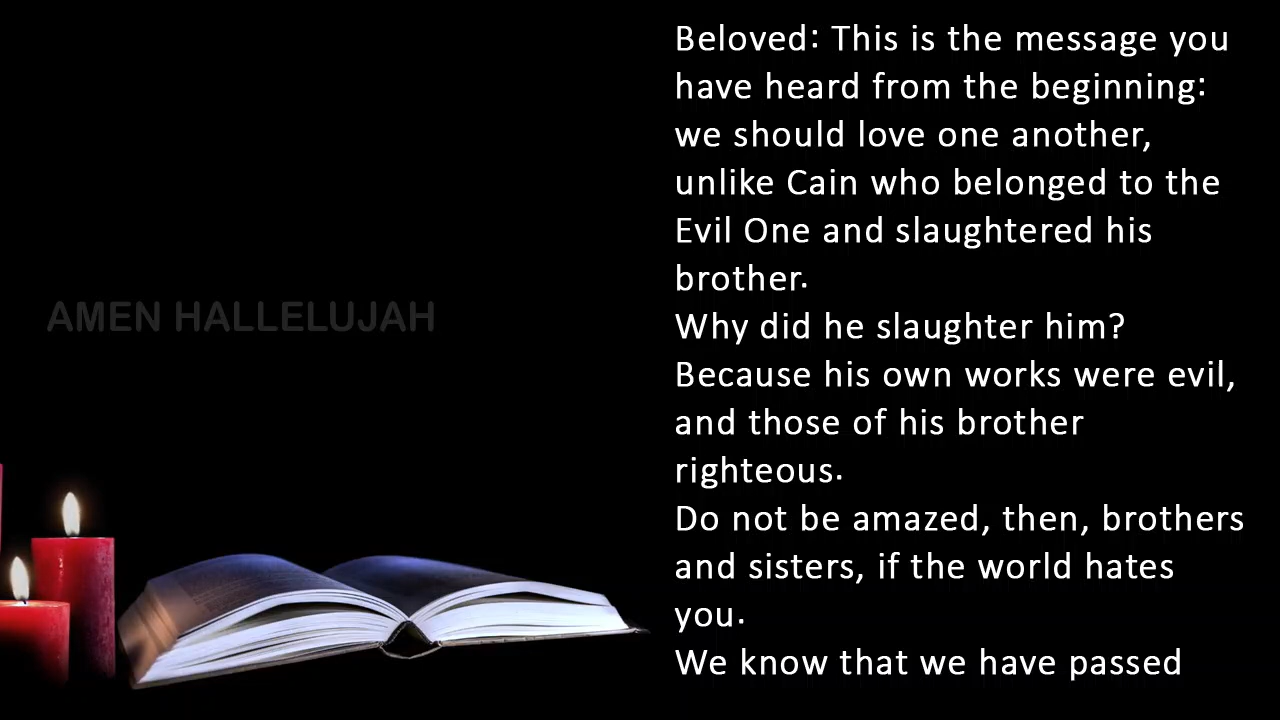 Beloved: This is the message you
have heard from the beginning:
we should love one another,
unlike Cain who belonged to the
Evil One and slaughtered his
brother.
Why did he slaughter him?
Because his own works were evil,
and those of his brother
righteous.
Do not be amazed, then, brothers
and sisters, if the world hates
you.
We know that we have passed
AMEN HALLELUJAH